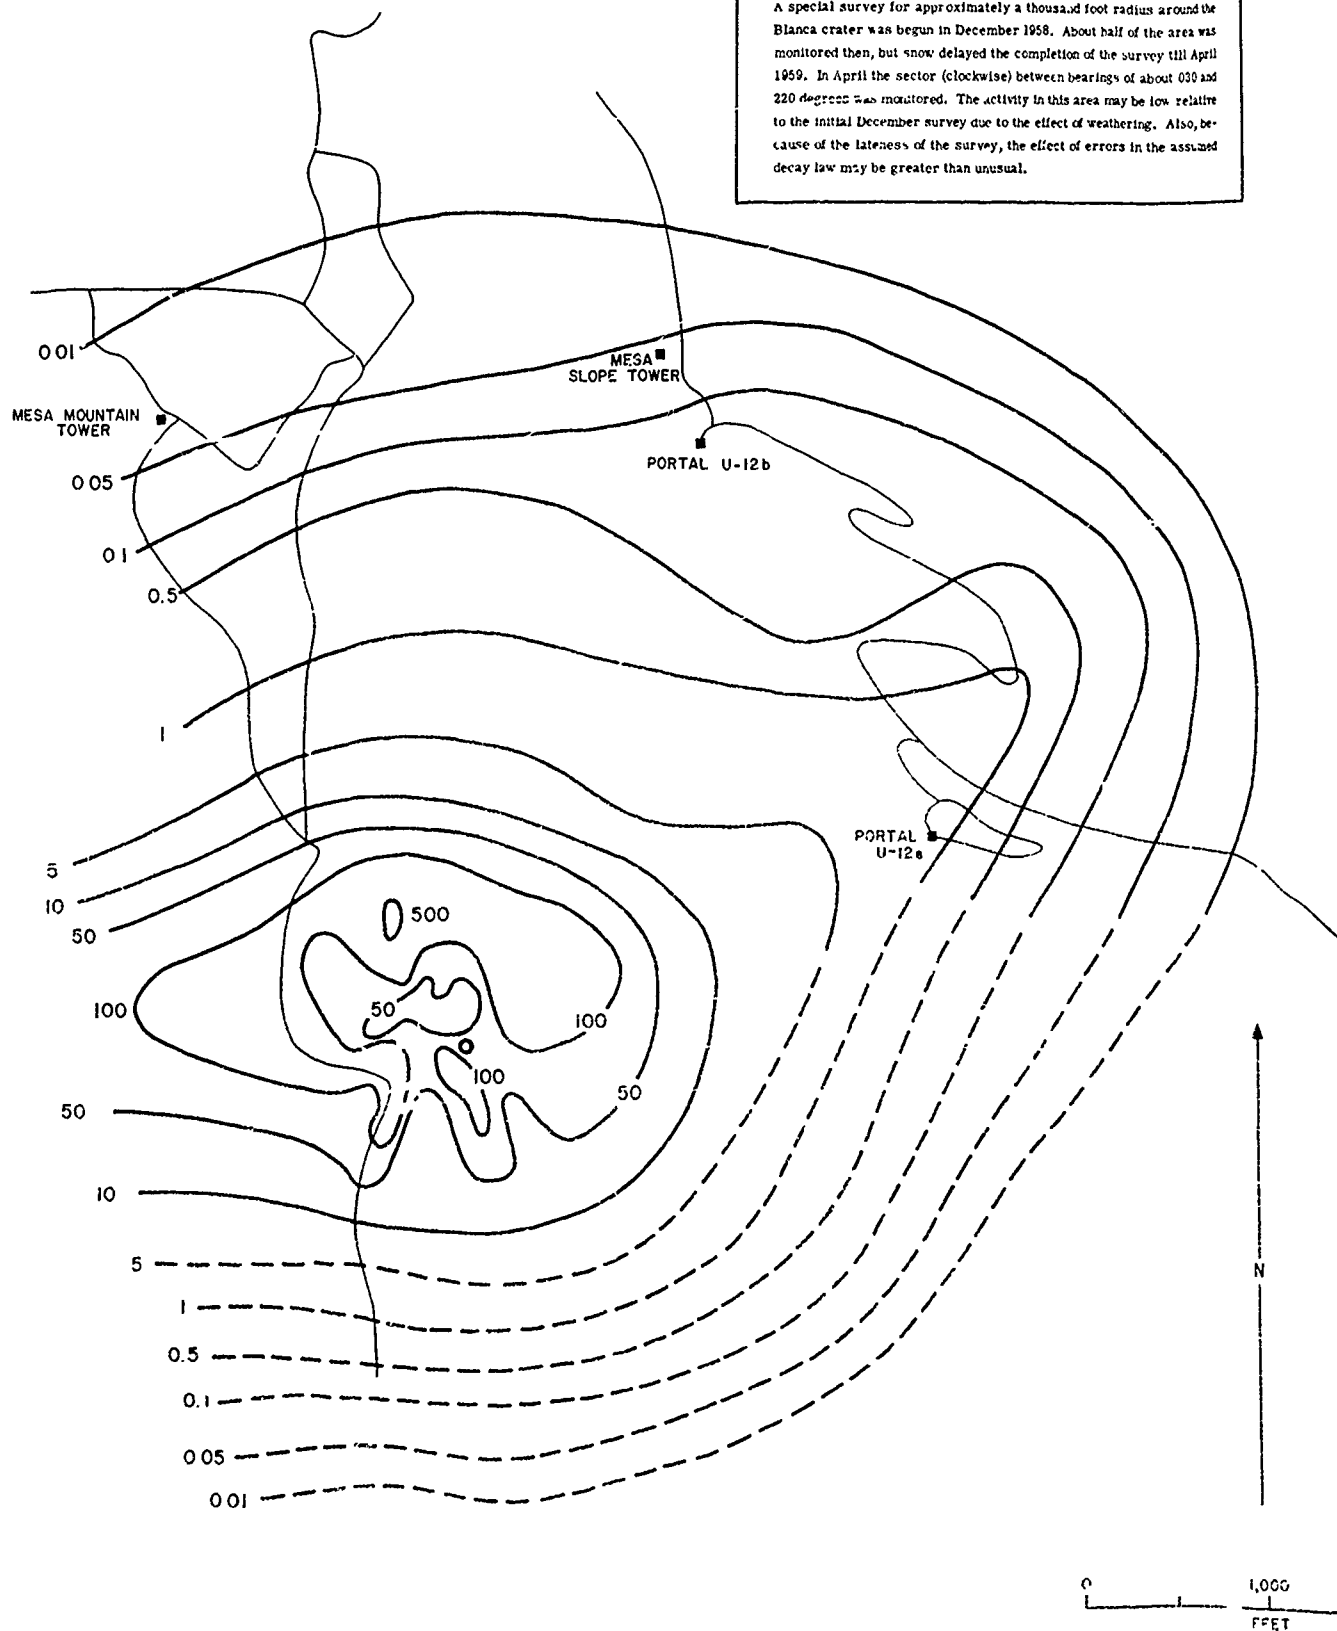 A special survey for approximately a thousand foot radius around the
Blanca crater was begun in December 1958. About half of the area was
monitored then, but snow delayed the completion of the survey till April
1959. In April the sector (clockwise) between bearings of about 030 and
220 degrees was monitored. The activity in this area may be low relative
to the initial December survey due to the effect of weathering. Also, be-
cause of the lateness of the survey, the effect of errors in the assumed
decay law may be greater than unusual.
0 01
MESA
SLOPE TOWER
MESA MOUNTAIN
TOWER
PORTAL U-12b
0 05
0 1
0.5
1
PORTAL
U-12e
5
10
50
500
100
50
100
100
50
50
10
5
N
1
0.5
0.1
0 05
0 01
0
1,000
FEET